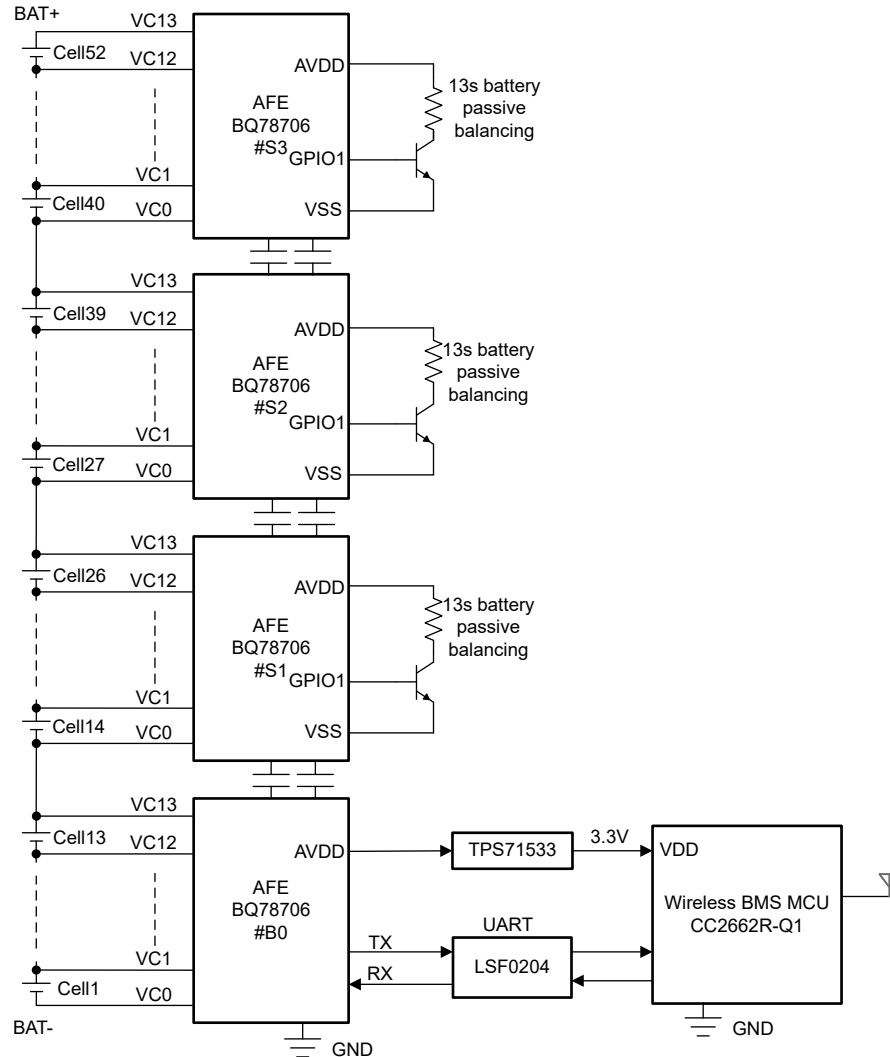 BAT+
VC13
Cell52
VC12
VC1
Cell40
VC0
AFE
BQ78706
#S3
AVDD
GPIO1
VSS
13s battery
passive
balancing
VC13
Cell39
VC12
VC1
Cell27
VC0
AFE
BQ78706
#S2
AVDD
GPIO1
VSS
13s battery
passive
balancing
VC13
Cell26
VC12
VC1
Cell14
VC0
AFE
BQ78706
#S1
AVDD
GPIO1
VSS
13s battery
passive
balancing
VC13
Cell13
VC12
VC1
Cell1
VC0
BAT-
AFE
BQ78706
#B0
AVDD
TX
RX
GND
TPS71533
3.3V
UART
LSF0204
VDD
Wireless BMS MCU
CC2662R-Q1
GND